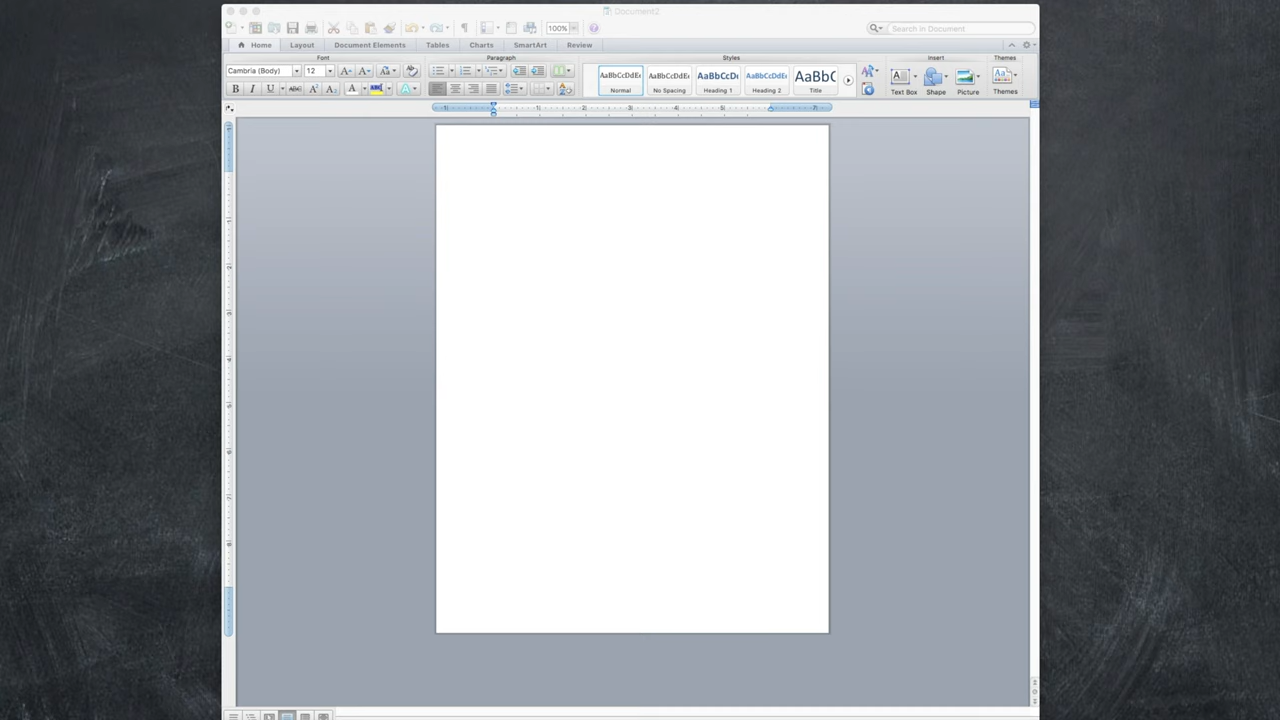 Document2
100%
Search in Document
Home Layout Document Elements Tables Charts SmartArt Review
Font Paragraph Styles Insert Themes
Cambria (Body) 12
AaBbCcDdEe AaBbCcDdEe AaBbCcDc AaBbCcDdEe AaBbC
Normal No Spacing Heading 1 Heading 2 Title
Text Box Shape Picture Themes